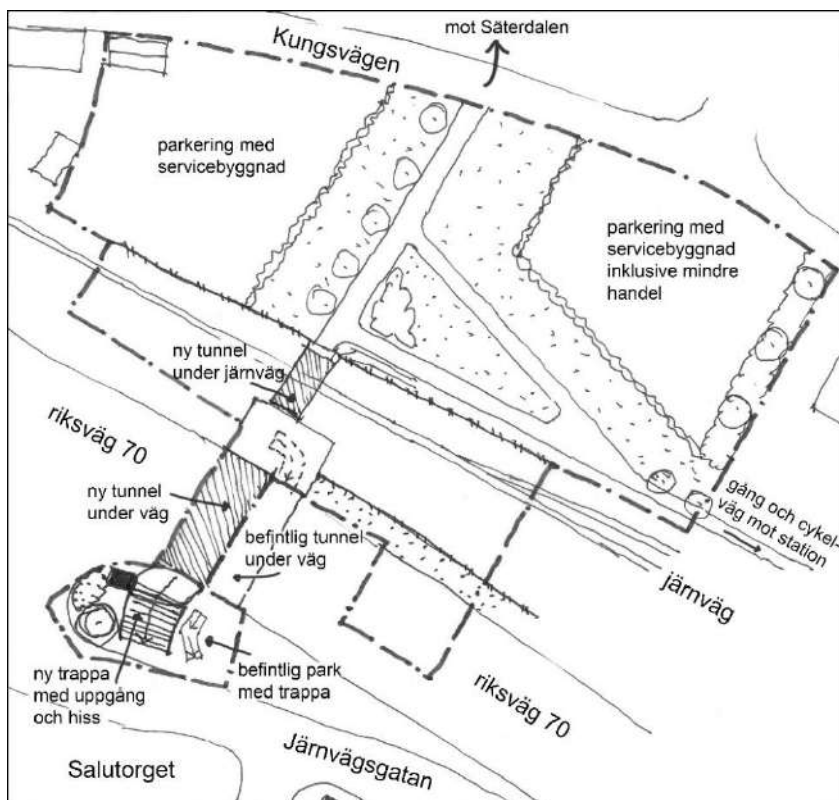 mot Säterdalen
Kungsvägen
parkering med
servicebyggnad
parkering med
servicebyggnad
inklusive mindre
handel
ny tunnel
under järnväg
riksväg 70
ny tunnel
under väg
befintlig tunnel
under väg
gång och cykel-
väg mot station
järnväg
ny trappa
med uppgång
och hiss
befintlig park
med trappa
riksväg 70
Järnvägsgatan
Salutorget